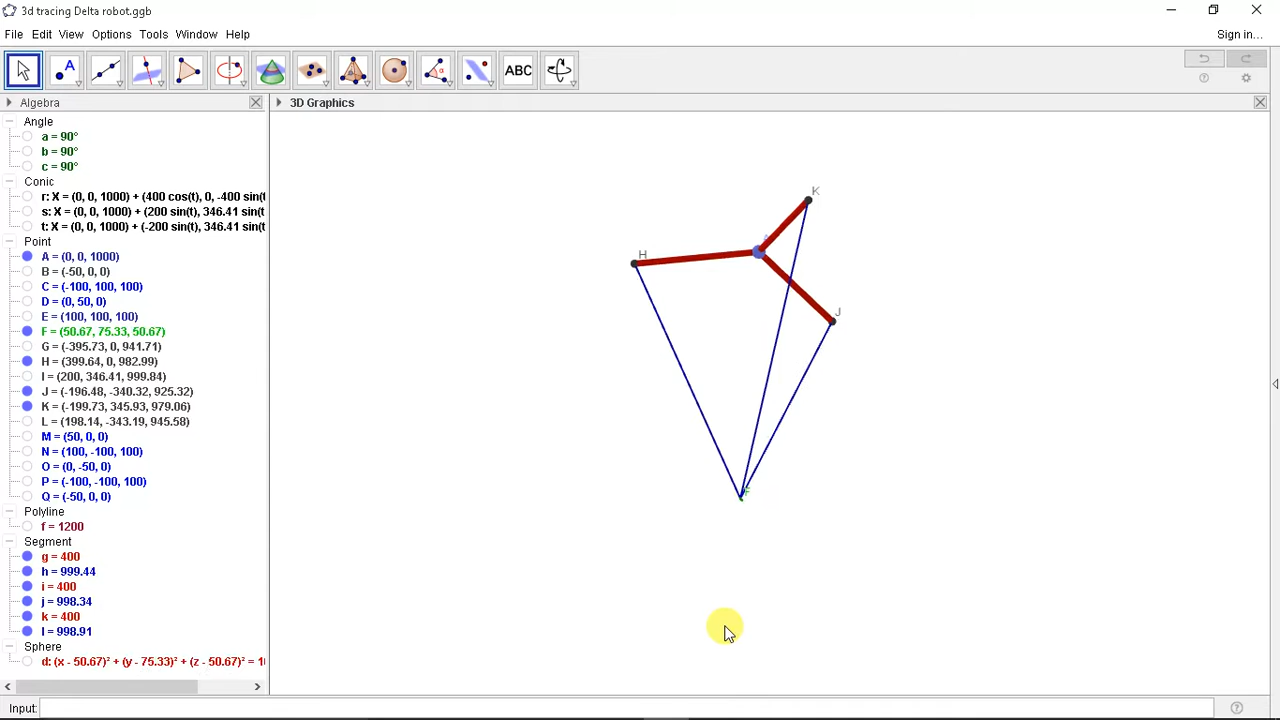 3d tracing Delta robot.ggb
File Edit View Options Tools Window Help
Sign in...
ABC
Algebra
3D Graphics
Angle
a = 90°
b = 90°
c = 90°
Conic
r: X = (0, 0, 1000) + (400 cos(t), 0, -400 sin(t
s: X = (0, 0, 1000) + (200 sin(t), 346.41 sin(t
t: X = (0, 0, 1000) + (-200 sin(t), 346.41 sin(t
Point
A = (0, 0, 1000)
B = (-50, 0, 0)
C = (-100, 100, 100)
D = (0, 50, 0)
E = (100, 100, 100)
F = (50.67, 75.33, 50.67)
G = (-395.73, 0, 941.71)
H = (399.64, 0, 982.99)
I = (200, 346.41, 999.84)
J = (-196.48, -340.32, 925.32)
K = (-199.73, 345.93, 979.06)
L = (198.14, -343.19, 945.58)
M = (50, 0, 0)
N = (100, -100, 100)
O = (0, -50, 0)
P = (-100, -100, 100)
Q = (-50, 0, 0)
Polyline
f = 1200
Segment
g = 400
h = 999.44
i = 400
j = 998.34
k = 400
l = 998.91
Sphere
d: (x - 50.67)² + (y - 75.33)² + (z - 50.67)² = 1
K
H
J
F
Input: